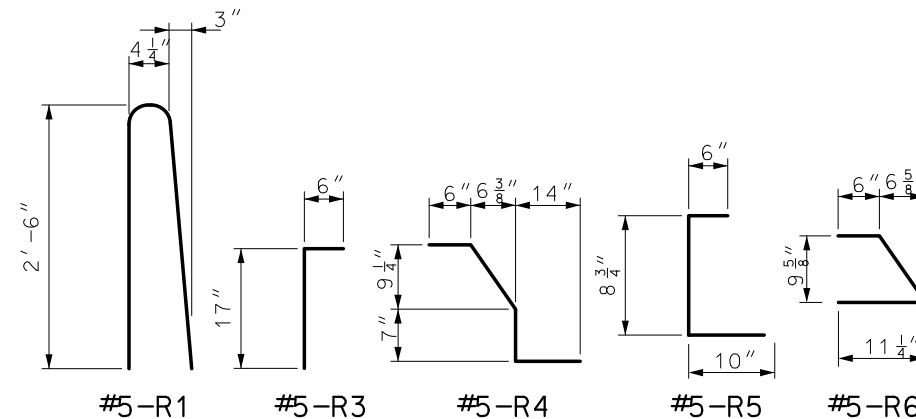 3"
4 1/4"
2'-6"
#5-R1
6"
17"
#5-R3
6" 6 3/8" 14"
9 1/4"
7"
#5-R4
6"
8 3/4"
10"
#5-R5
6" 6 5/8
9 5/8"
11 1/4"
#5-R6